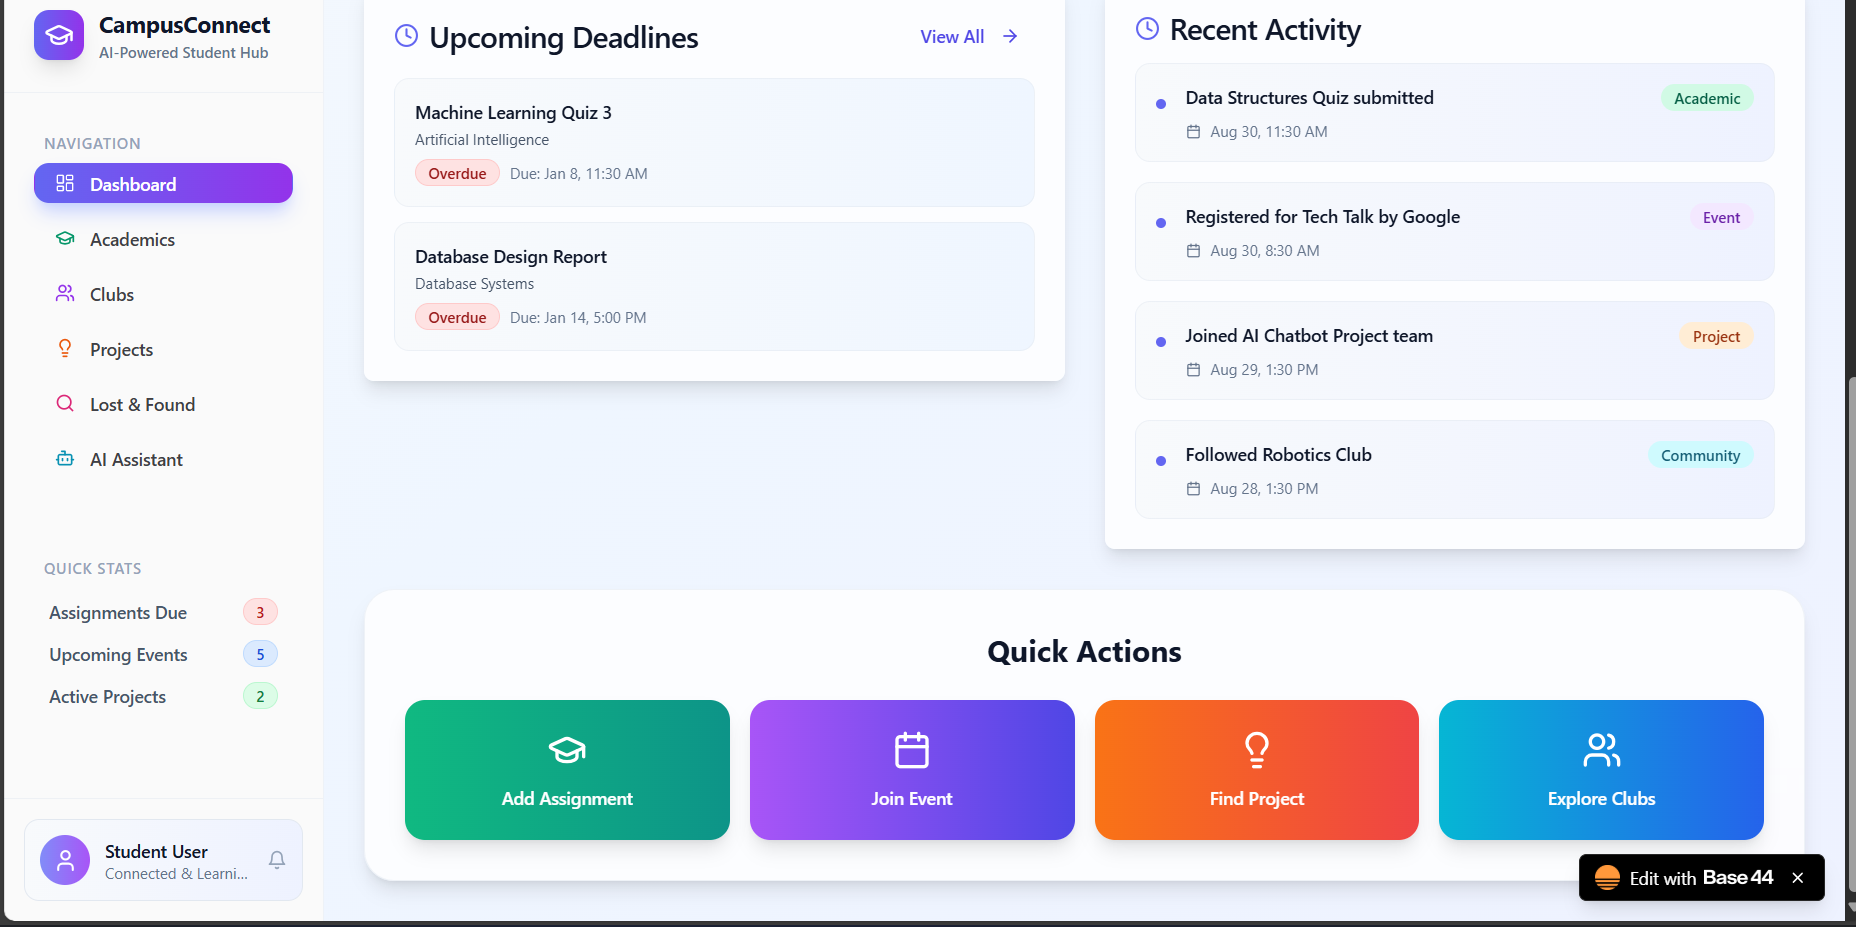 CampusConnect
AI-Powered Student Hub
NAVIGATION
Dashboard
Academics
Clubs
Projects
Lost & Found
AI Assistant
QUICK STATS
Assignments Due 3
Upcoming Events 5
Active Projects 2
Student User
Connected & Learni...
Upcoming Deadlines
View All
Machine Learning Quiz 3
Artificial Intelligence
Overdue Due: Jan 8, 11:30 AM
Database Design Report
Database Systems
Overdue Due: Jan 14, 5:00 PM
Recent Activity
Data Structures Quiz submitted Academic
Aug 30, 11:30 AM
Registered for Tech Talk by Google Event
Aug 30, 8:30 AM
Joined AI Chatbot Project team Project
Aug 29, 1:30 PM
Followed Robotics Club Community
Aug 28, 1:30 PM
Quick Actions
Add Assignment
Join Event
Find Project
Explore Clubs
Edit with Base44